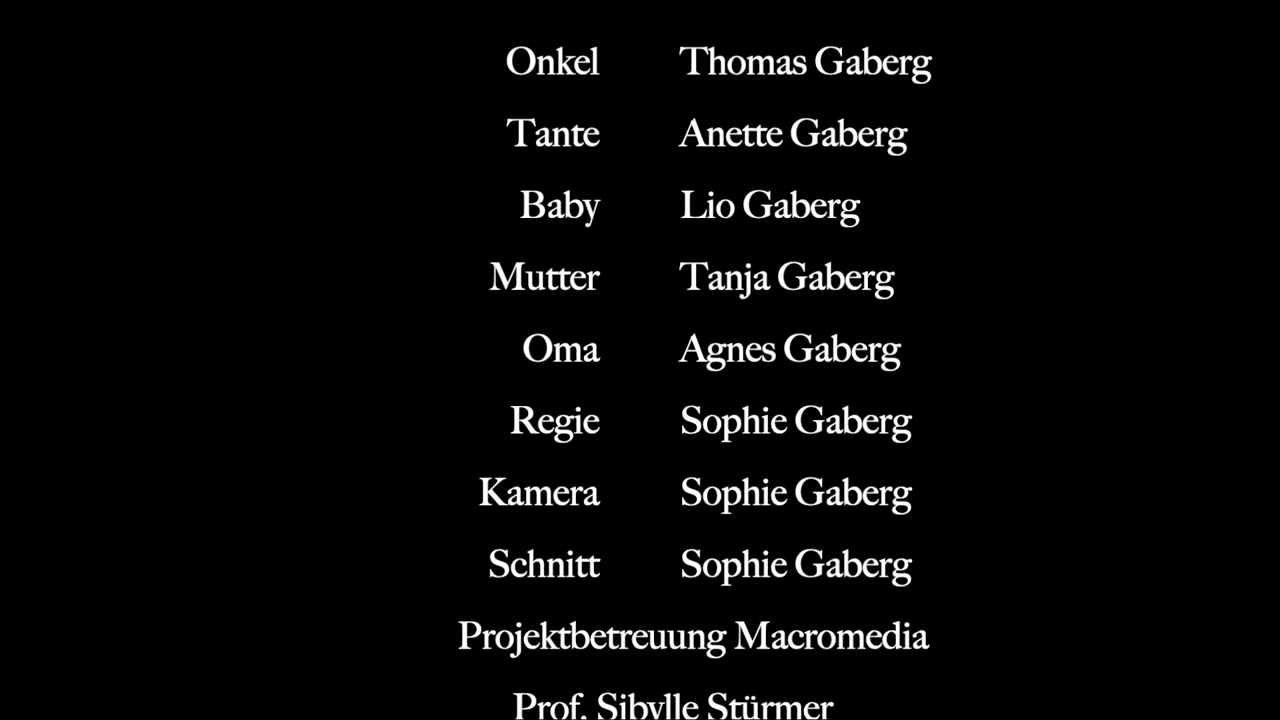 Onkel Thomas Gaberg
Tante Anette Gaberg
Baby Lio Gaberg
Mutter Tanja Gaberg
Oma Agnes Gaberg
Regie Sophie Gaberg
Kamera Sophie Gaberg
Schnitt Sophie Gaberg
Projektbetreuung Macromedia
Prof. Sibylle Stürmer